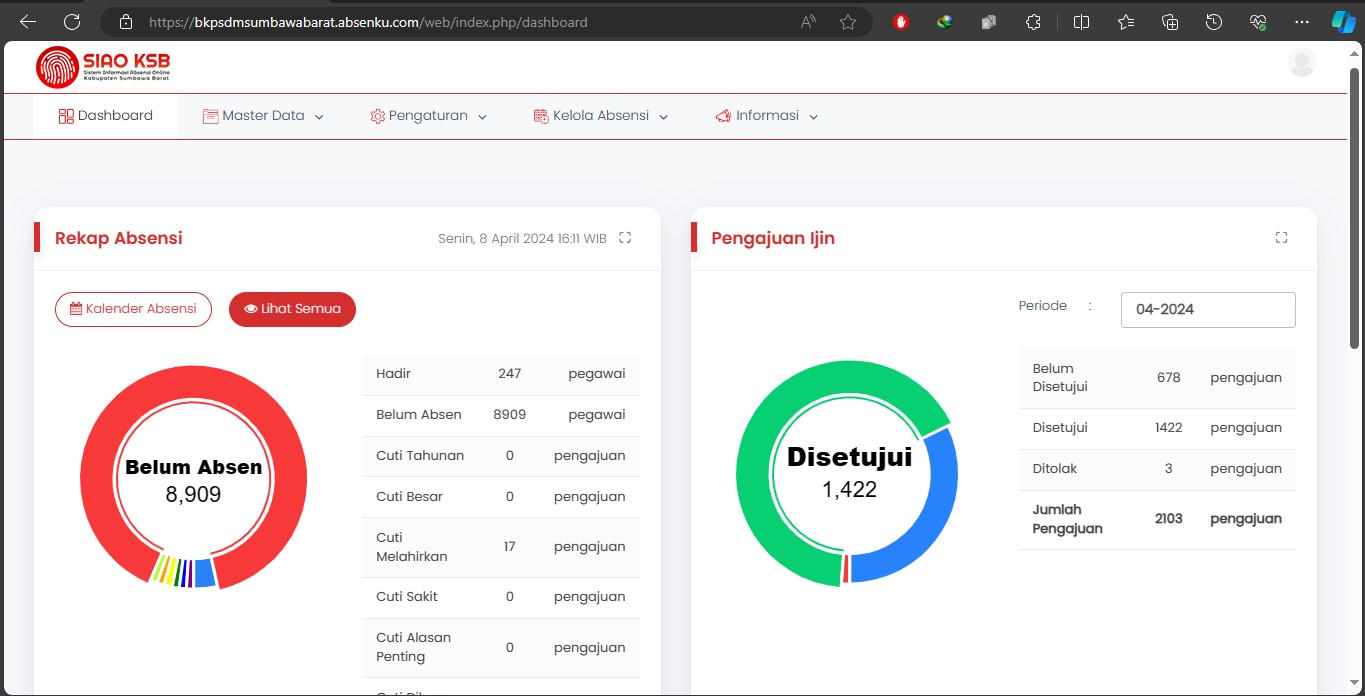 https://bkpsdmsumbawabarat.absenku.com/web/index.php/dashboard
SIAO KSB
Sistem Informasi Absensi Online
Kabupaten Sumbawa Barat
Dashboard Master Data Pengaturan Kelola Absensi Informasi
Rekap Absensi
Senin, 8 April 2024 16:11 WIB
Kalender Absensi Lihat Semua
Belum Absen
8,909
Hadir 247 pegawai
Belum Absen 8909 pegawai
Cuti Tahunan 0 pengajuan
Cuti Besar 0 pengajuan
Cuti
Melahirkan 17 pengajuan
Cuti Sakit 0 pengajuan
Cuti Alasan
Penting 0 pengajuan
Pengajuan Ijin
Periode : 04-2024
Disetujui
1,422
Belum
Disetujui 678 pengajuan
Disetujui 1422 pengajuan
Ditolak 3 pengajuan
Jumlah
Pengajuan 2103 pengajuan